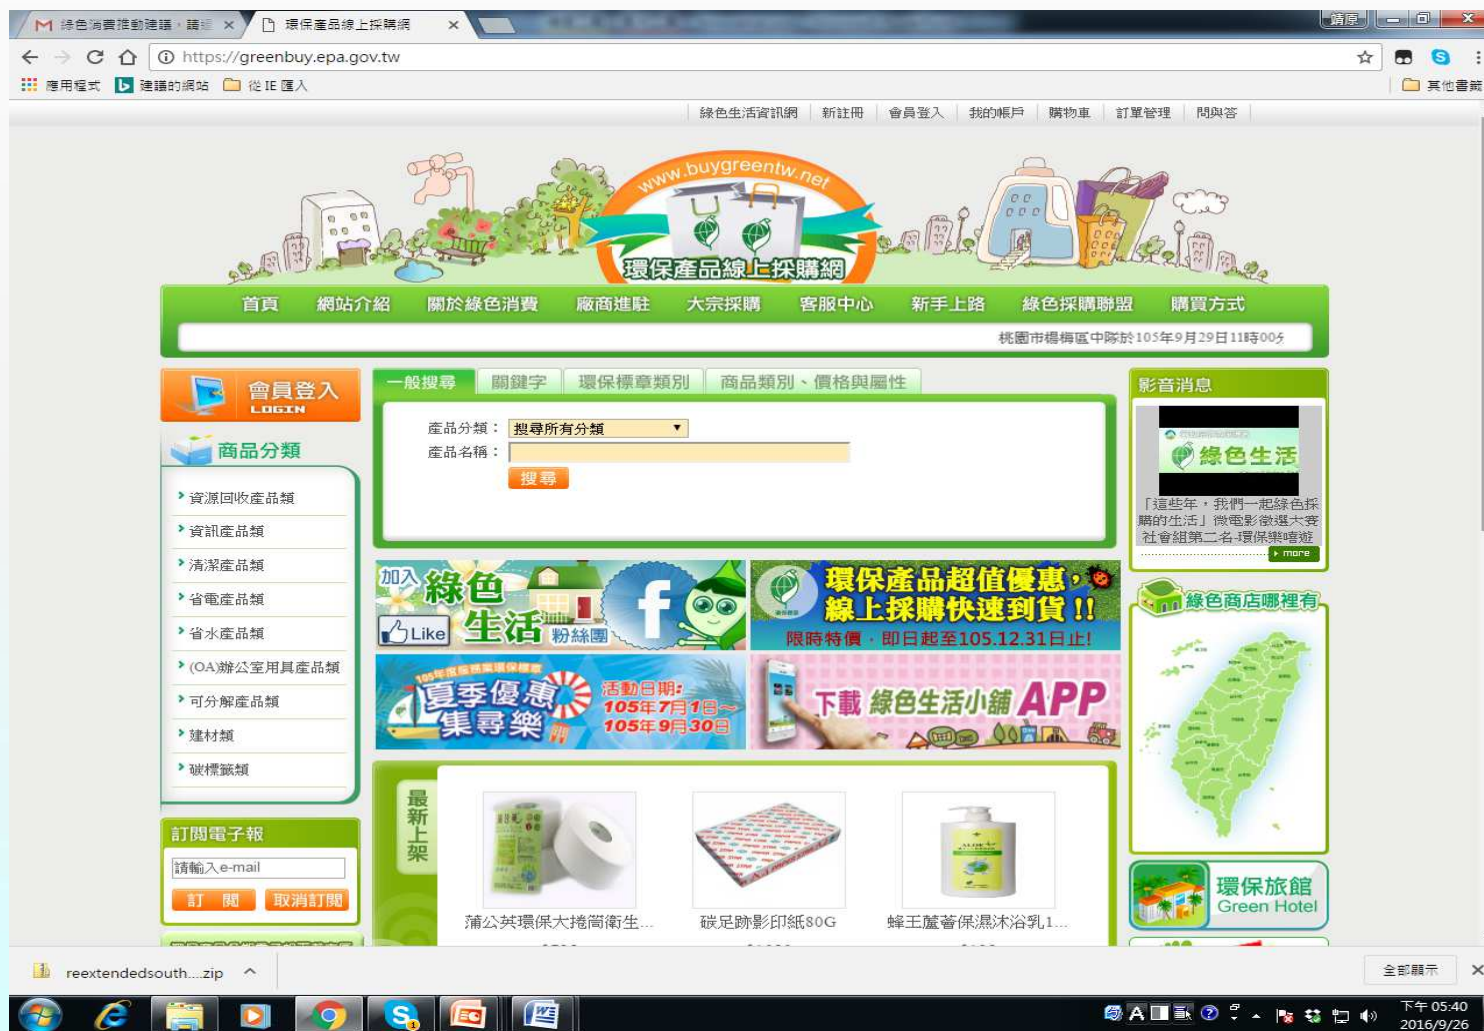 綠色消費推動建議，請
環保產品線上採購網
靖原
https://greenbuy.epa.gov.tw
應用程式
建議的網站
從 IE 匯入
其他書籤
綠色生活資訊網
新註冊
會員登入
我的帳戶
購物車
訂單管理
問與答
www.buygreentw.net
環保產品線上採購網
首頁
網站介紹
關於綠色消費
廠商進駐
大宗採購
客服中心
新手上路
綠色採購聯盟
購買方式
桃園市楊梅區中隊於105年9月29日11時00分
會員登入
LOGIN
商品分類
資源回收產品類
資訊產品類
清潔產品類
省電產品類
省水產品類
(OA)辦公室用具產品類
可分解產品類
建材類
碳標籤類
訂閱電子報
請輸入e-mail
訂 閱
取消訂閱
一般搜尋
關鍵字
環保標章類別
商品類別、價格與屬性
產品分類：
搜尋所有分類
產品名稱：
搜尋
加入
綠色
生活
粉絲團
Like
f
環保產品超值優惠，
線上採購快速到貨!!
限時特價，即日起至105.12.31日止!
105年度服務業環保標章
夏季優惠
集尋樂
活動日期:
105年7月1日~
105年9月30日
下載 綠色生活小舖 APP
最新上架
蒲公英環保大捲筒衛生...
碳足跡影印紙80G
蜂王蘆薈保濕沐浴乳1...
影音消息
綠色生活
「這些年，我們一起綠色採
購的生活」微電影徵選大賽
社會組第二名-環保樂嘻遊
more
綠色商店哪裡有
環保旅館
Green Hotel
reextendedsouth....zip
全部顯示
下午 05:40
2016/9/26